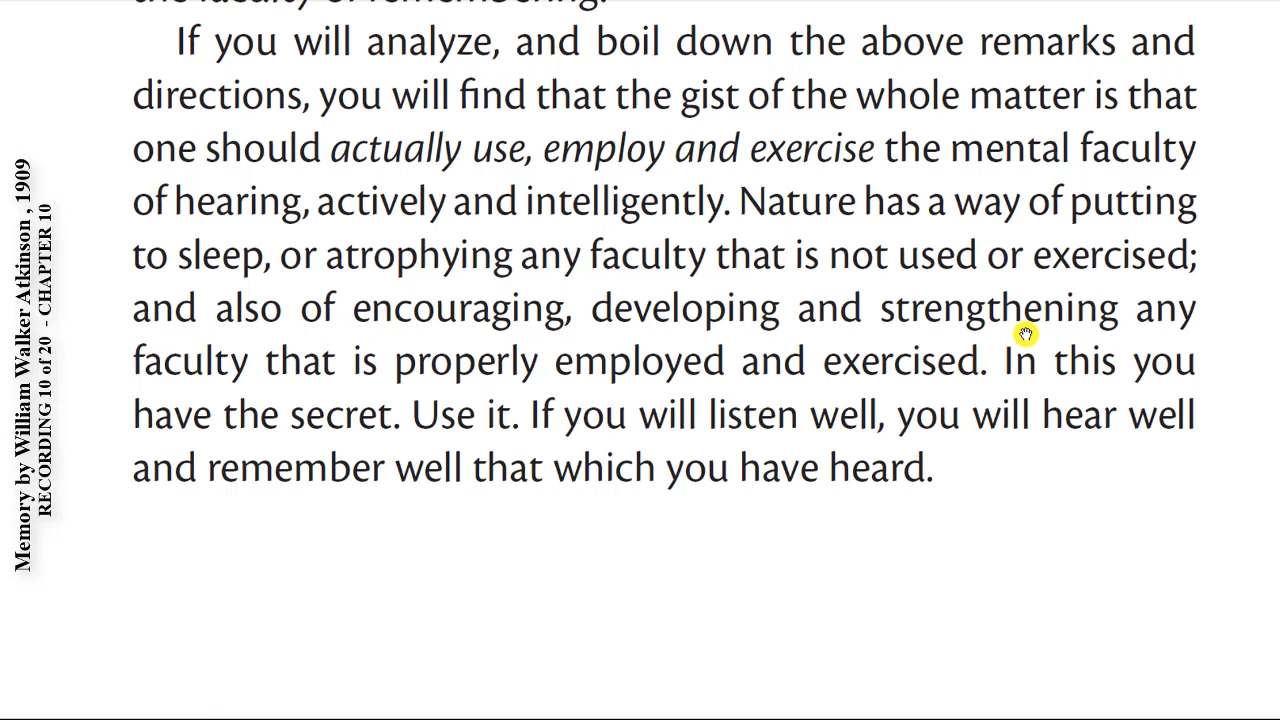 the faculty of remembering.
If you will analyze, and boil down the above remarks and
directions, you will find that the gist of the whole matter is that
one should actually use, employ and exercise the mental faculty
of hearing, actively and intelligently. Nature has a way of putting
to sleep, or atrophying any faculty that is not used or exercised;
and also of encouraging, developing and strengthening any
faculty that is properly employed and exercised. In this you
have the secret. Use it. If you will listen well, you will hear well
and remember well that which you have heard.
Memory by William Walker Atkinson , 1909
RECORDING 10 of 20 - CHAPTER 10